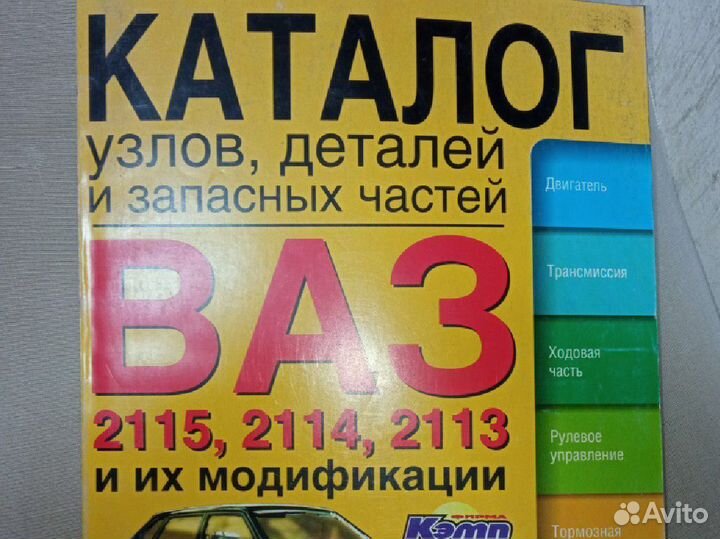 КАТАЛОГ
узлов, деталей
и запасных частей
ВАЗ
2115, 2114, 2113
и их модификации
ФИРМА
Кэмп
Двигатель
Трансмиссия
Ходовая
часть
Рулевое
управление
Тормозная
Avito